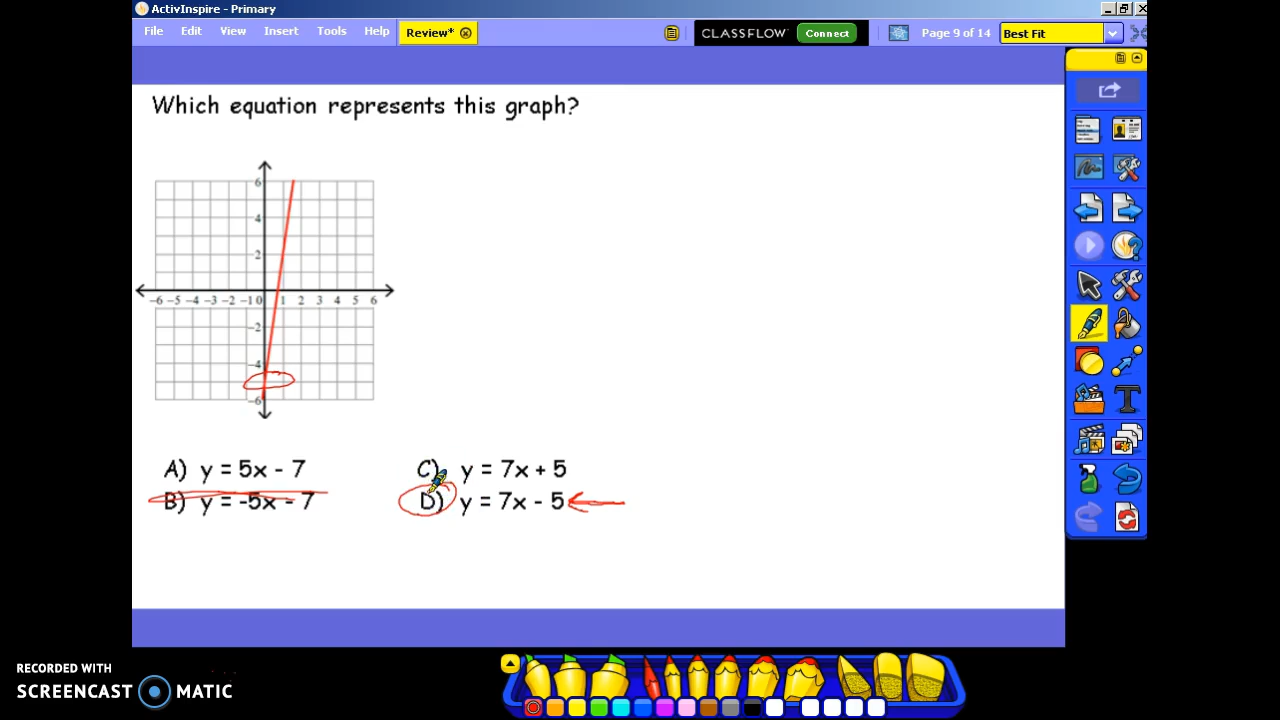 ActivInspire - Primary
File Edit View Insert Tools Help Review* CLASSFLOW Connect Page 9 of 14 Best Fit
Which equation represents this graph?
6
4
2
-6 -5 -4 -3 -2 -1 0 1 2 3 4 5 6
-2
-4
-6
A) y = 5x - 7 C) y = 7x + 5
B) y = -5x - 7 D) y = 7x - 5
RECORDED WITH
SCREENCAST MATIC